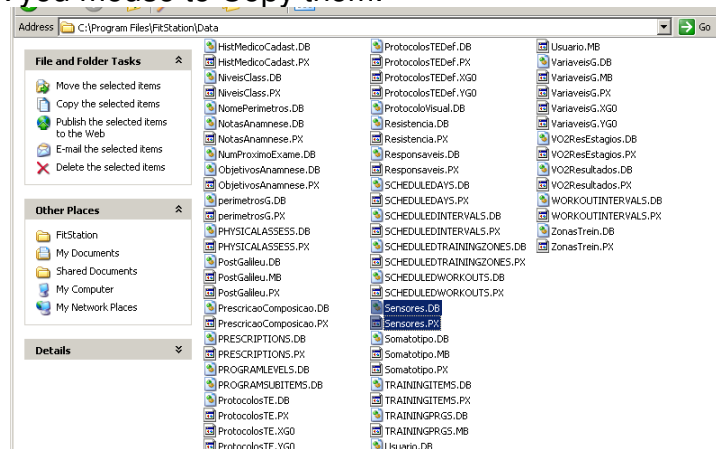 you mouse to Copy them.
Address C:\Program Files\FitStation\Data
Go
File and Folder Tasks
Move the selected items
Copy the selected items
Publish the selected items
to the Web
E-mail the selected items
Delete the selected items
Other Places
FitStation
My Documents
Shared Documents
My Computer
My Network Places
Details
HistMedicoCadast.DB
HistMedicoCadast.PX
NiveisClass.DB
NiveisClass.PX
NomePerimetros.DB
NotasAnamnese.DB
NotasAnamnese.PX
NumProximoExame.DB
ObjetivosAnamnese.DB
ObjetivosAnamnese.PX
perimetrosG.DB
perimetrosG.PX
PHYSICALASSESS.DB
PHYSICALASSESS.PX
PostGalileu.DB
PostGalileu.MB
PostGalileu.PX
PrescricaoComposicao.DB
PrescricaoComposicao.PX
PRESCRIPTIONS.DB
PRESCRIPTIONS.PX
PROGRAMLEVELS.DB
PROGRAMSUBITEMS.DB
ProtocolosTE.DB
ProtocolosTE.PX
ProtocolosTE.XG0
ProtocolosTE.YG0
ProtocolosTEDef.DB
ProtocolosTEDef.PX
ProtocolosTEDef.XG0
ProtocolosTEDef.YG0
ProtocoloVisual.DB
Resistencia.DB
Resistencia.PX
Responsaveis.DB
Responsaveis.PX
SCHEDULEDAYS.DB
SCHEDULEDAYS.PX
SCHEDULEDINTERVALS.DB
SCHEDULEDINTERVALS.PX
SCHEDULEDTRAININGZONES.DB
SCHEDULEDTRAININGZONES.PX
SCHEDULEDWORKOUTS.DB
SCHEDULEDWORKOUTS.PX
Sensores.DB
Sensores.PX
Somatotipo.DB
Somatotipo.MB
Somatotipo.PX
TRAININGITEMS.DB
TRAININGITEMS.PX
TRAININGPRGS.DB
TRAININGPRGS.MB
Usuario.DB
Usuario.MB
VariaveisG.DB
VariaveisG.MB
VariaveisG.PX
VariaveisG.XG0
VariaveisG.YG0
VO2ResEstagios.DB
VO2ResEstagios.PX
VO2Resultados.DB
VO2Resultados.PX
WORKOUTINTERVALS.DB
WORKOUTINTERVALS.PX
ZonasTrein.DB
ZonasTrein.PX